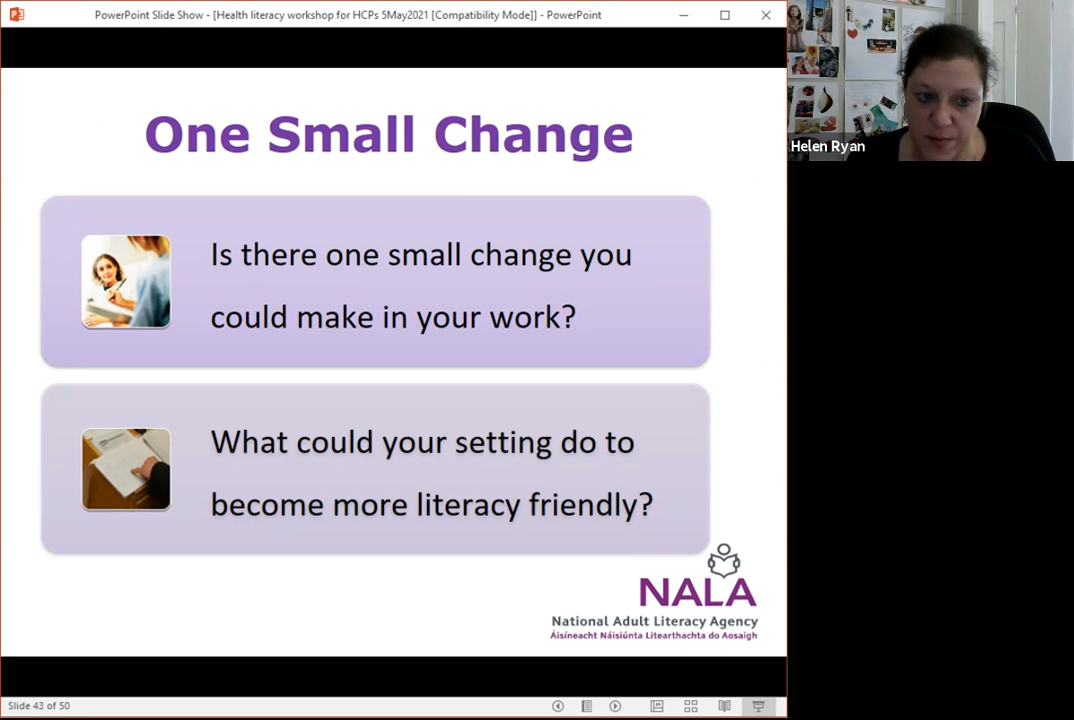 PowerPoint Slide Show - [Health literacy workshop for HCPs 5May2021 [Compatibility Mode]] - PowerPoint
Helen Ryan
One Small Change
Is there one small change you
could make in your work?
What could your setting do to
become more literacy friendly?
NALA
National Adult Literacy Agency
Áisíneacht Náisiúnta Litearthachta do Aosaigh
Slide 43 of 50